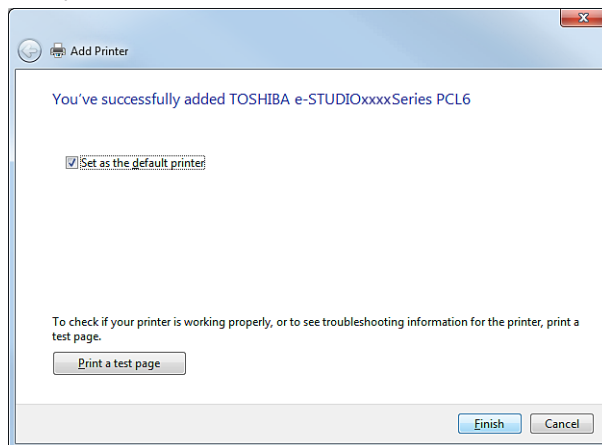 Add Printer
You've successfully added TOSHIBA e-STUDIOxxxxSeries PCL6
Set as the default printer
To check if your printer is working properly, or to see troubleshooting information for the printer, print a
test page.
Print a test page
Finish Cancel